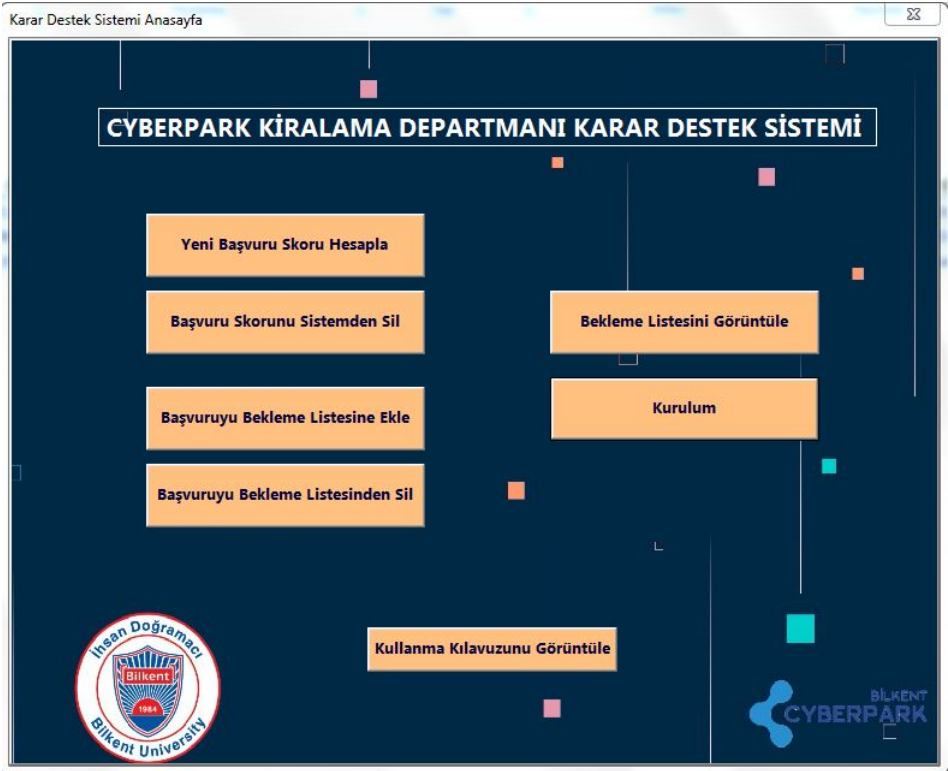 Karar Destek Sistemi Anasayfa
CYBERPARK KİRALAMA DEPARTMANI KARAR DESTEK SİSTEMİ
Yeni Başvuru Skoru Hesapla
Başvuru Skorunu Sistemden Sil
Bekleme Listesini Görüntüle
Başvuruyu Bekleme Listesine Ekle
Kurulum
Başvuruyu Bekleme Listesinden Sil
Kullanma Kılavuzunu Görüntüle
İhsan Doğramacı
Bilkent
1984
Bilkent University
BİLKENT
CYBERPARK